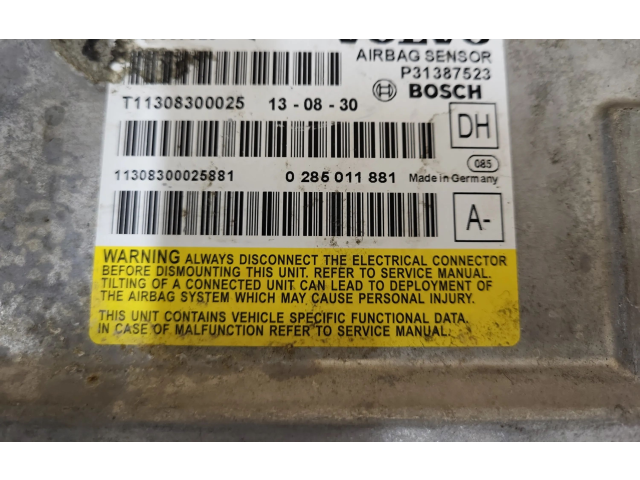 VOLVO
AIRBAG SENSOR
P31387523
BOSCH
T11308300025 13 - 08 - 30
DH
085
11308300025881 0 285 011 881 Made in Germany
A-
WARNING ALWAYS DISCONNECT THE ELECTRICAL CONNECTOR
BEFORE DISMOUNTING THIS UNIT. REFER TO SERVICE MANUAL.
TILTING OF A CONNECTED UNIT CAN LEAD TO DEPLOYMENT OF
THE AIRBAG SYSTEM WHICH MAY CAUSE PERSONAL INJURY.
THIS UNIT CONTAINS VEHICLE SPECIFIC FUNCTIONAL DATA.
IN CASE OF MALFUNCTION REFER TO SERVICE MANUAL.